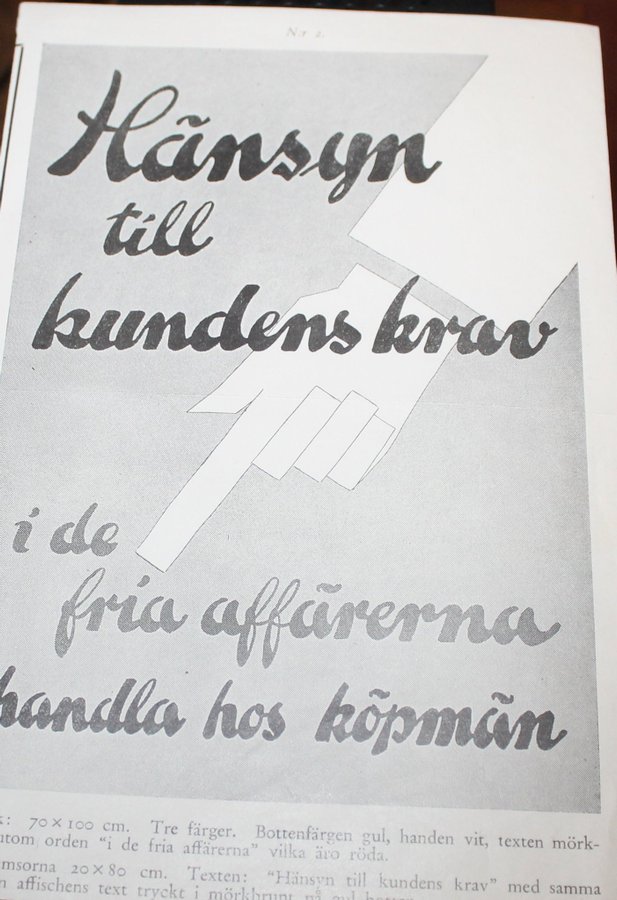 N:r 2.
Hänsyn
till
kundens krav
i de
fria affärerna
handla hos köpmän
70 × 100 cm. Tre färger. Bottenfärgen gul, handen vit, texten mörk-
utom orden "i de fria affärerna" vilka äro röda.
20 × 80 cm. Texten: "Hänsyn till kundens krav" med samma
affischens text tryckt i mörkbrunt på gul